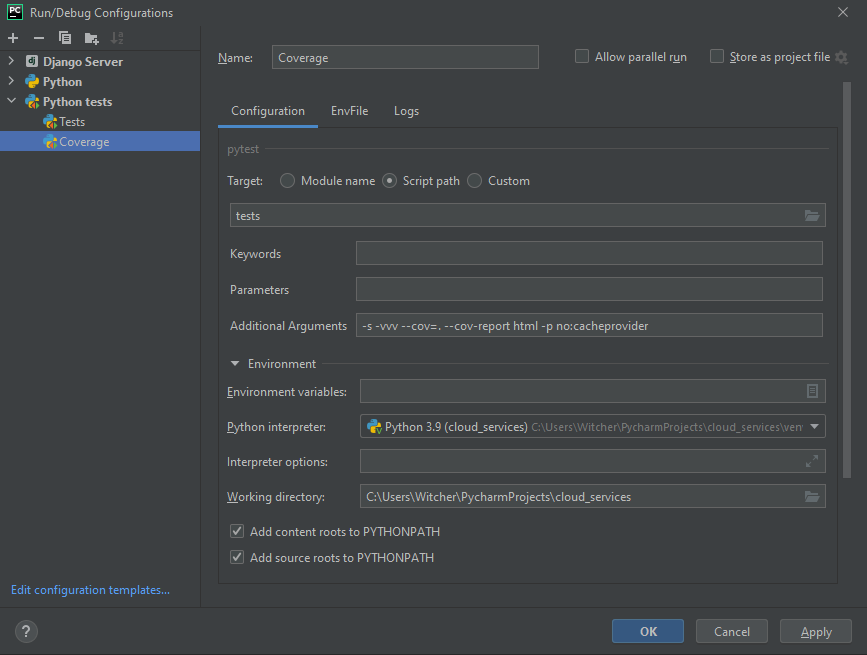 PC Run/Debug Configurations
Django Server
Python
Python tests
Tests
Coverage
Edit configuration templates...
Name: Coverage Allow parallel run Store as project file
Configuration EnvFile Logs
pytest
Target: Module name Script path Custom
tests
Keywords
Parameters
Additional Arguments -s -vvv --cov=. --cov-report html -p no:cacheprovider
Environment
Environment variables:
Python interpreter: Python 3.9 (cloud_services) C:\Users\Witcher\PycharmProjects\cloud_services\ven
Interpreter options:
Working directory: C:\Users\Witcher\PycharmProjects\cloud_services
Add content roots to PYTHONPATH
Add source roots to PYTHONPATH
? OK Cancel Apply